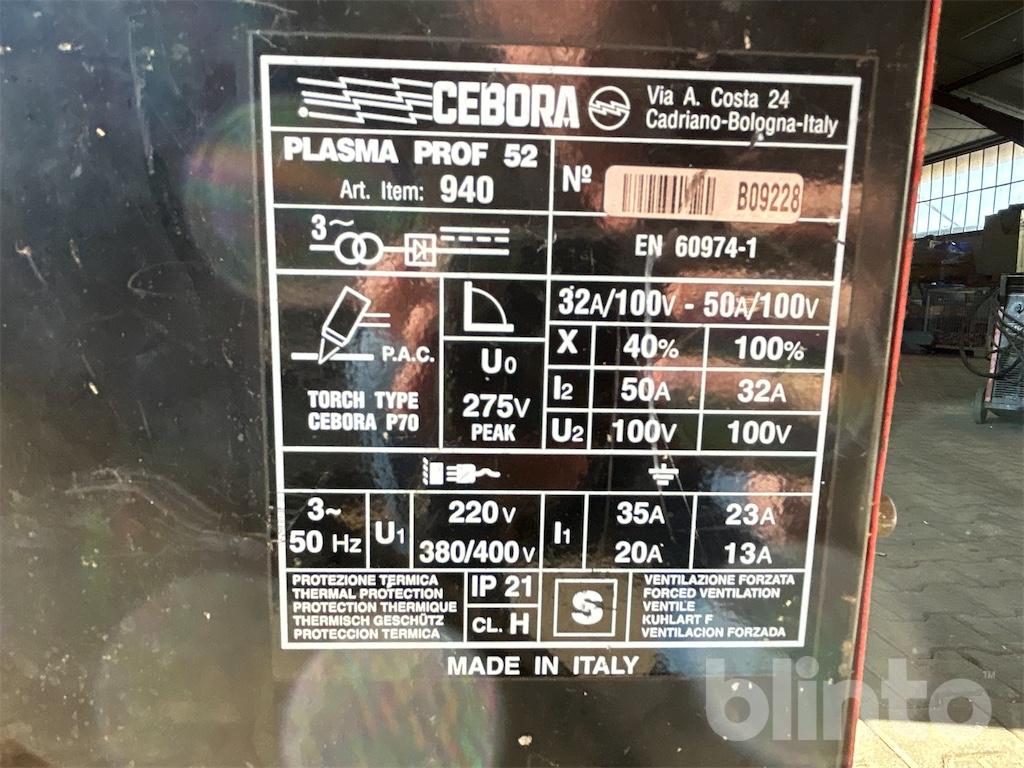 CEBORA
Via A. Costa 24
Cadriano-Bologna-Italy
PLASMA PROF 52
Art. Item: 940
Nº B09228
3~
EN 60974-1
P.A.C.
TORCH TYPE
CEBORA P70
U0
275V
PEAK
32A/100V - 50A/100V
X 40% 100%
I2 50A 32A
U2 100V 100V
3~
50 Hz
U1
220V
380/400V
I1
35A 23A
20A 13A
PROTEZIONE TERMICA
THERMAL PROTECTION
PROTECTION THERMIQUE
THERMISCH GESCHÜTZ
PROTECCION TERMICA
IP 21
CL. H
S
VENTILAZIONE FORZATA
FORCED VENTILATION
VENTILE
KUHLART F
VENTILACION FORZADA
MADE IN ITALY
blinto™